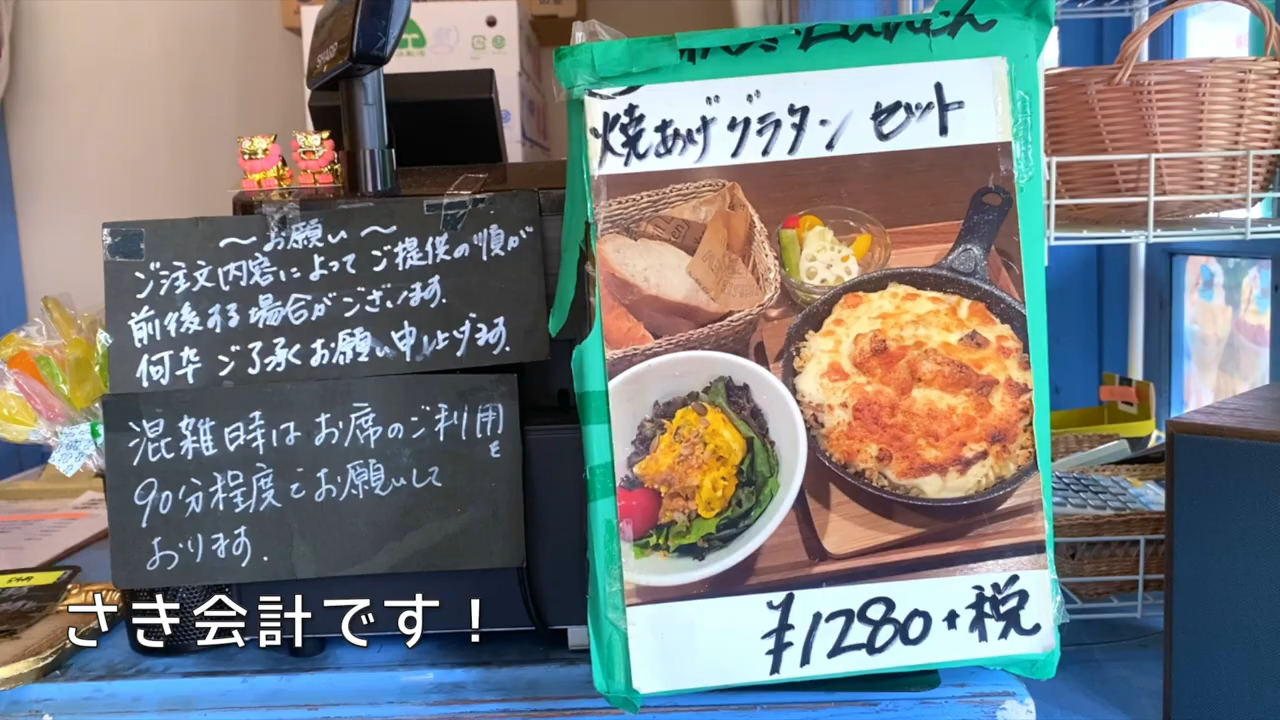 SHARP
焼あげグラタンセット
〜お願い〜
ご注文内容によってご提供の順が
前後する場合がございます.
何卒ご了承くお願い申し上げます.
混雑時はお席のご利用を
90分程度でお願いして
おります.
¥1280+税
さき会計です！